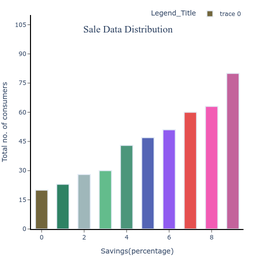 Legend_Title
trace 0
Sale Data Distribution
105
90
75
60
45
30
15
0
Total no. of consumers
0 2 4 6 8
Savings{percentage)